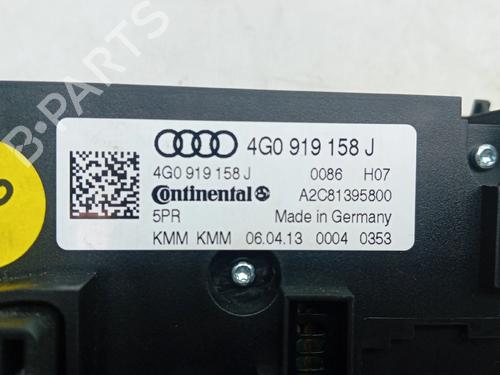 B-PARTS
4G0 919 158 J
4G0 919 158 J 0086 H07
Continental A2C81395800
5PR Made in Germany
KMM KMM 06.04.13 0004 0353